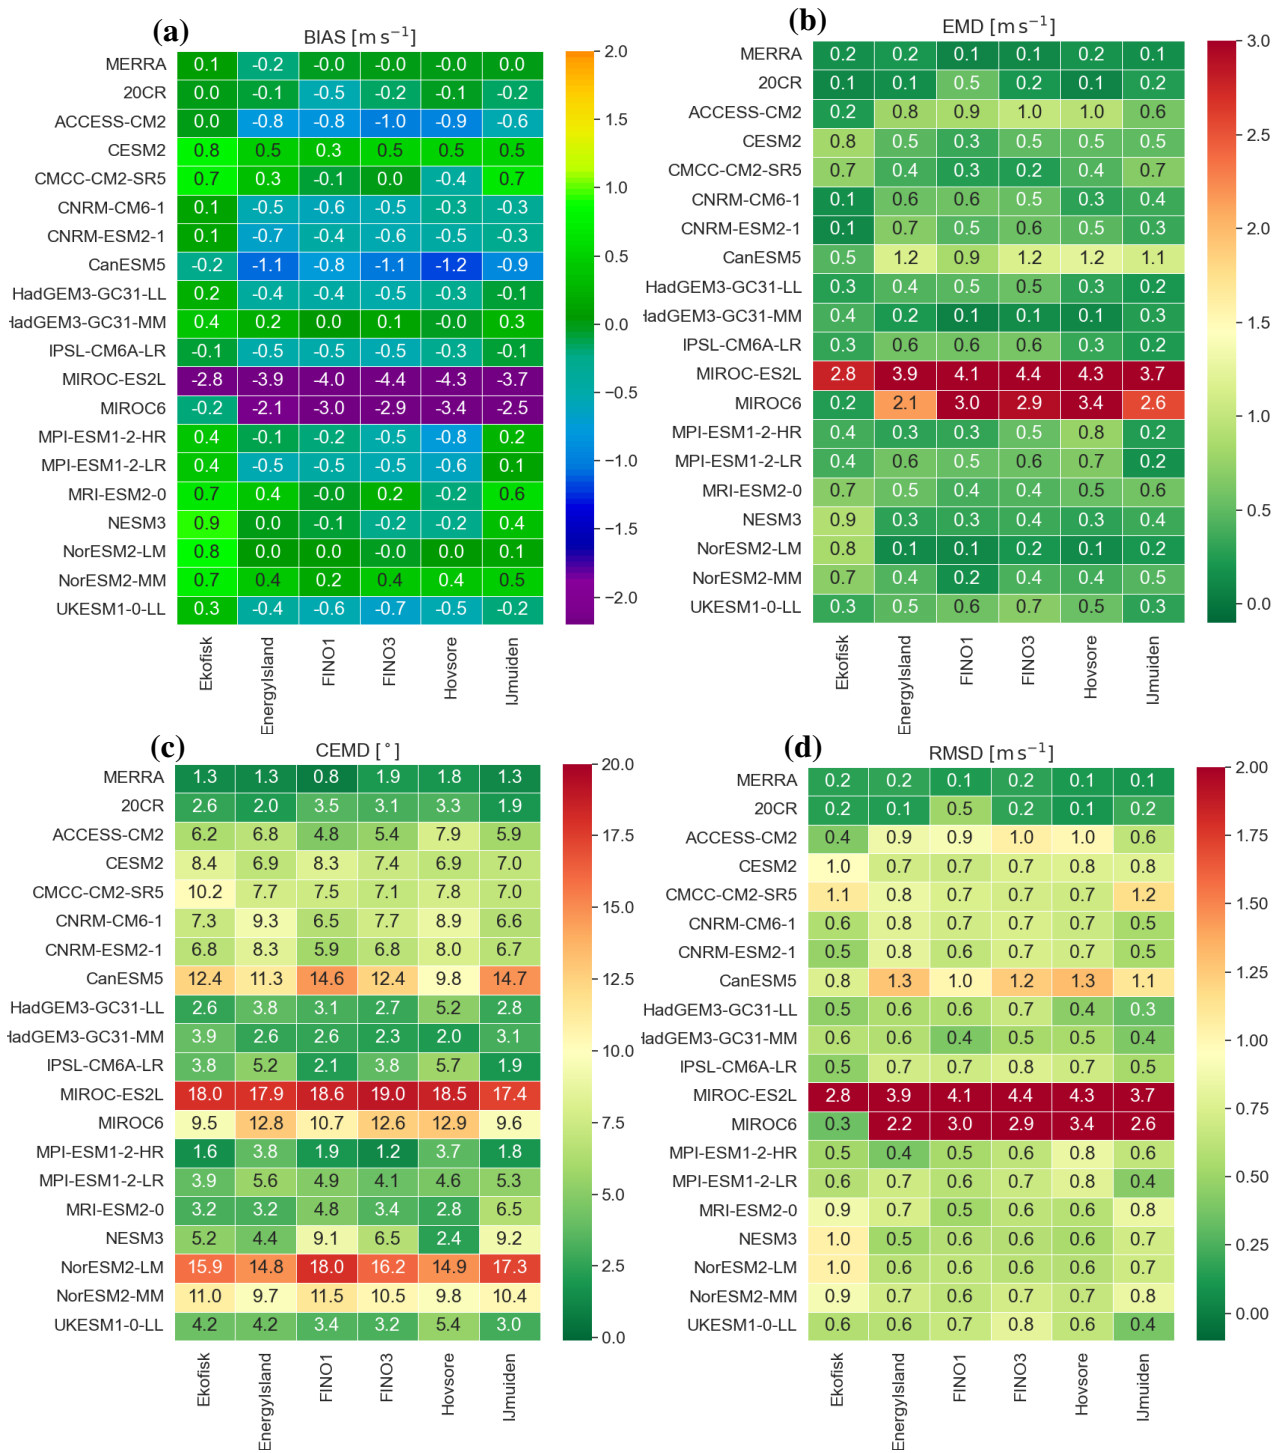 (a)
BIAS [m s−1]
MERRA 0.1 -0.2 -0.0 -0.0 -0.0 0.0
20CR 0.0 -0.1 -0.5 -0.2 -0.1 -0.2
ACCESS-CM2 0.0 -0.8 -0.8 -1.0 -0.9 -0.6
CESM2 0.8 0.5 0.3 0.5 0.5 0.5
CMCC-CM2-SR5 0.7 0.3 -0.1 0.0 -0.4 0.7
CNRM-CM6-1 0.1 -0.5 -0.6 -0.5 -0.3 -0.3
CNRM-ESM2-1 0.1 -0.7 -0.4 -0.6 -0.5 -0.3
CanESM5 -0.2 -1.1 -0.8 -1.1 -1.2 -0.9
HadGEM3-GC31-LL 0.2 -0.4 -0.4 -0.5 -0.3 -0.1
HadGEM3-GC31-MM 0.4 0.2 0.0 0.1 -0.0 0.3
IPSL-CM6A-LR -0.1 -0.5 -0.5 -0.5 -0.3 -0.1
MIROC-ES2L -2.8 -3.9 -4.0 -4.4 -4.3 -3.7
MIROC6 -0.2 -2.1 -3.0 -2.9 -3.4 -2.5
MPI-ESM1-2-HR 0.4 -0.1 -0.2 -0.5 -0.8 0.2
MPI-ESM1-2-LR 0.4 -0.5 -0.5 -0.5 -0.6 0.1
MRI-ESM2-0 0.7 0.4 -0.0 0.2 -0.2 0.6
NESM3 0.9 0.0 -0.1 -0.2 -0.2 0.4
NorESM2-LM 0.8 0.0 0.0 -0.0 0.0 0.1
NorESM2-MM 0.7 0.4 0.2 0.4 0.4 0.5
UKESM1-0-LL 0.3 -0.4 -0.6 -0.7 -0.5 -0.2
Ekofisk EnergyIsland FINO1 FINO3 Hovsore IJmuiden
2.0
1.5
1.0
0.5
0.0
−0.5
−1.0
−1.5
−2.0
(b)
EMD [m s−1]
MERRA 0.2 0.2 0.1 0.1 0.2 0.1
20CR 0.1 0.1 0.5 0.2 0.1 0.2
ACCESS-CM2 0.2 0.8 0.9 1.0 1.0 0.6
CESM2 0.8 0.5 0.3 0.5 0.5 0.5
CMCC-CM2-SR5 0.7 0.4 0.3 0.2 0.4 0.7
CNRM-CM6-1 0.1 0.6 0.6 0.5 0.3 0.4
CNRM-ESM2-1 0.1 0.7 0.5 0.6 0.5 0.3
CanESM5 0.5 1.2 0.9 1.2 1.2 1.1
HadGEM3-GC31-LL 0.3 0.4 0.5 0.5 0.3 0.2
HadGEM3-GC31-MM 0.4 0.2 0.1 0.1 0.1 0.3
IPSL-CM6A-LR 0.3 0.6 0.6 0.6 0.3 0.2
MIROC-ES2L 2.8 3.9 4.1 4.4 4.3 3.7
MIROC6 0.2 2.1 3.0 2.9 3.4 2.6
MPI-ESM1-2-HR 0.4 0.3 0.3 0.5 0.8 0.2
MPI-ESM1-2-LR 0.4 0.6 0.5 0.6 0.7 0.2
MRI-ESM2-0 0.7 0.5 0.4 0.4 0.5 0.6
NESM3 0.9 0.3 0.3 0.4 0.3 0.4
NorESM2-LM 0.8 0.1 0.1 0.2 0.1 0.2
NorESM2-MM 0.7 0.4 0.2 0.4 0.4 0.5
UKESM1-0-LL 0.3 0.5 0.6 0.7 0.5 0.3
Ekofisk EnergyIsland FINO1 FINO3 Hovsore IJmuiden
3.0
2.5
2.0
1.5
1.0
0.5
0.0
(c)
CEMD [°]
MERRA 1.3 1.3 0.8 1.9 1.8 1.3
20CR 2.6 2.0 3.5 3.1 3.3 1.9
ACCESS-CM2 6.2 6.8 4.8 5.4 7.9 5.9
CESM2 8.4 6.9 8.3 7.4 6.9 7.0
CMCC-CM2-SR5 10.2 7.7 7.5 7.1 7.8 7.0
CNRM-CM6-1 7.3 9.3 6.5 7.7 8.9 6.6
CNRM-ESM2-1 6.8 8.3 5.9 6.8 8.0 6.7
CanESM5 12.4 11.3 14.6 12.4 9.8 14.7
HadGEM3-GC31-LL 2.6 3.8 3.1 2.7 5.2 2.8
HadGEM3-GC31-MM 3.9 2.6 2.6 2.3 2.0 3.1
IPSL-CM6A-LR 3.8 5.2 2.1 3.8 5.7 1.9
MIROC-ES2L 18.0 17.9 18.6 19.0 18.5 17.4
MIROC6 9.5 12.8 10.7 12.6 12.9 9.6
MPI-ESM1-2-HR 1.6 3.8 1.9 1.2 3.7 1.8
MPI-ESM1-2-LR 3.9 5.6 4.9 4.1 4.6 5.3
MRI-ESM2-0 3.2 3.2 4.8 3.4 2.8 6.5
NESM3 5.2 4.4 9.1 6.5 2.4 9.2
NorESM2-LM 15.9 14.8 18.0 16.2 14.9 17.3
NorESM2-MM 11.0 9.7 11.5 10.5 9.8 10.4
UKESM1-0-LL 4.2 4.2 3.4 3.2 5.4 3.0
Ekofisk EnergyIsland FINO1 FINO3 Hovsore IJmuiden
20.0
17.5
15.0
12.5
10.0
7.5
5.0
2.5
0.0
(d)
RMSD [m s−1]
MERRA 0.2 0.2 0.1 0.2 0.1 0.1
20CR 0.2 0.1 0.5 0.2 0.1 0.2
ACCESS-CM2 0.4 0.9 0.9 1.0 1.0 0.6
CESM2 1.0 0.7 0.7 0.7 0.8 0.8
CMCC-CM2-SR5 1.1 0.8 0.7 0.7 0.7 1.2
CNRM-CM6-1 0.6 0.8 0.7 0.7 0.7 0.5
CNRM-ESM2-1 0.5 0.8 0.6 0.7 0.7 0.5
CanESM5 0.8 1.3 1.0 1.2 1.3 1.1
HadGEM3-GC31-LL 0.5 0.6 0.6 0.7 0.4 0.3
HadGEM3-GC31-MM 0.6 0.6 0.4 0.5 0.5 0.4
IPSL-CM6A-LR 0.5 0.7 0.7 0.8 0.7 0.5
MIROC-ES2L 2.8 3.9 4.1 4.4 4.3 3.7
MIROC6 0.3 2.2 3.0 2.9 3.4 2.6
MPI-ESM1-2-HR 0.5 0.4 0.5 0.6 0.8 0.6
MPI-ESM1-2-LR 0.6 0.7 0.6 0.7 0.8 0.4
MRI-ESM2-0 0.9 0.7 0.5 0.6 0.6 0.8
NESM3 1.0 0.5 0.6 0.6 0.6 0.7
NorESM2-LM 1.0 0.6 0.6 0.6 0.6 0.7
NorESM2-MM 0.9 0.7 0.6 0.7 0.7 0.8
UKESM1-0-LL 0.6 0.6 0.7 0.8 0.6 0.4
Ekofisk EnergyIsland FINO1 FINO3 Hovsore IJmuiden
2.00
1.75
1.50
1.25
1.00
0.75
0.50
0.25
0.00